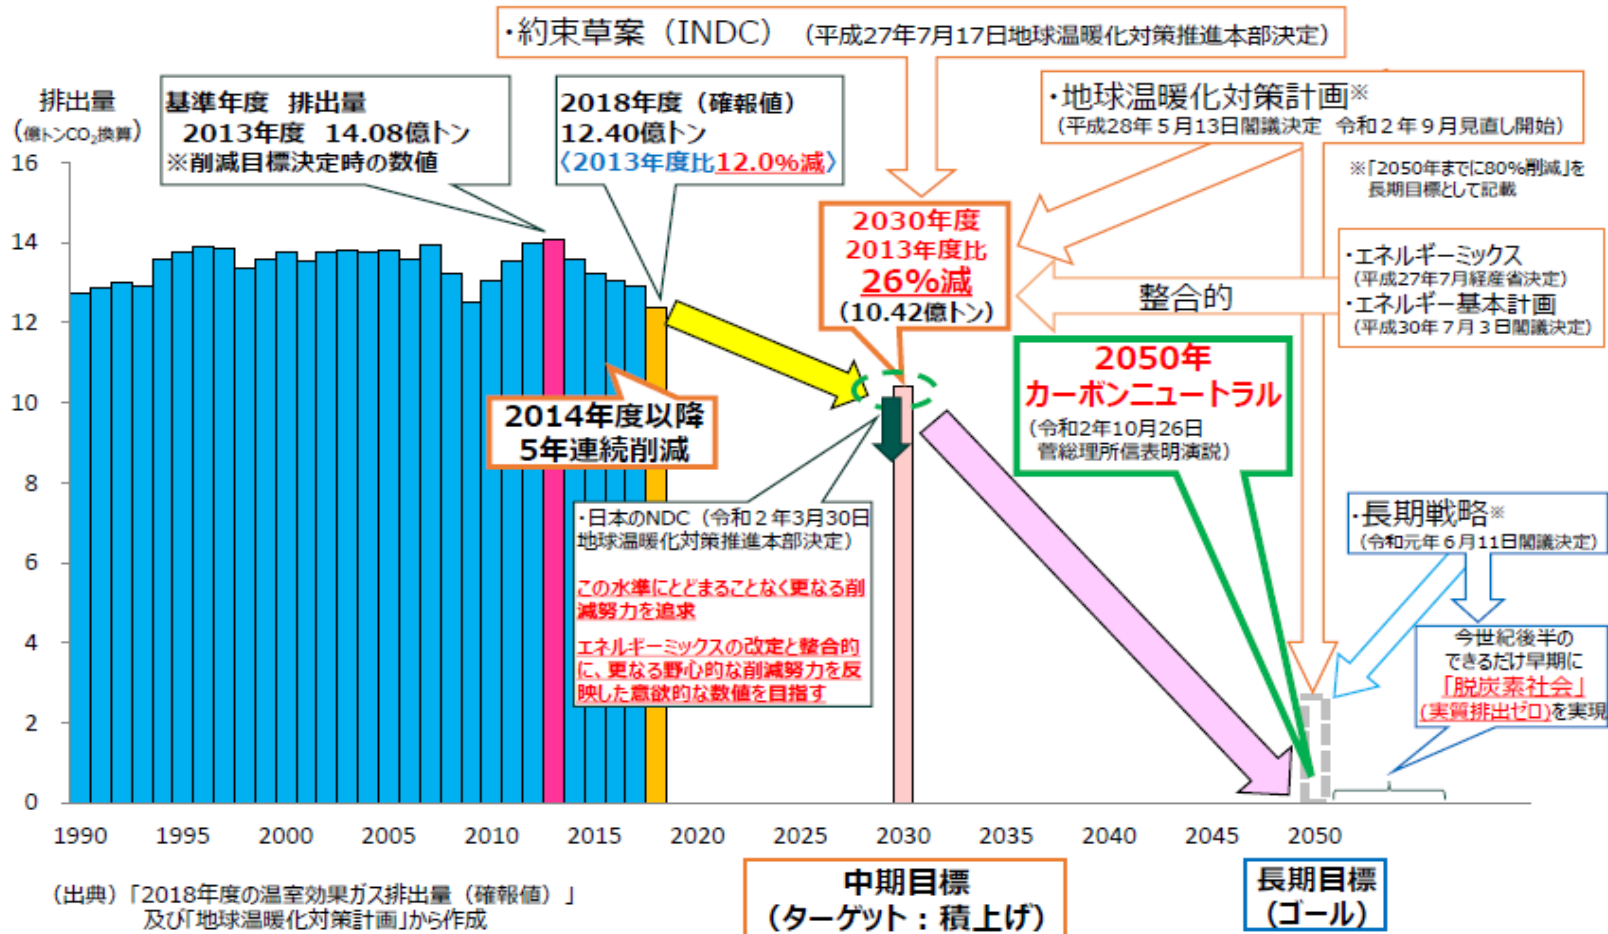 ・約束草案（INDC）（平成27年7月17日地球温暖化対策推進本部決定）
排出量
（億トンCO₂換算）
基準年度 排出量
2013年度 14.08億トン
※削減目標決定時の数値
2018年度（確報値）
12.40億トン
〈2013年度比12.0%減〉
・地球温暖化対策計画※
（平成28年５月13日閣議決定 令和２年９月見直し開始）
※「2050年までに80%削減」を
長期目標として記載
2030年度
2013年度比
26%減
（10.42億トン）
・エネルギーミックス
（平成27年7月経産省決定）
・エネルギー基本計画
（平成30年７月３日閣議決定）
整合的
2050年
カーボンニュートラル
（令和2年10月26日
菅総理所信表明演説）
2014年度以降
5年連続削減
・日本のNDC（令和２年3月30日
地球温暖化対策推進本部決定）
この水準にとどまることなく更なる削
減努力を追求
エネルギーミックスの改定と整合的
に、更なる野心的な削減努力を反
映した意欲的な数値を目指す
・長期戦略※
（令和元年６月11日閣議決定）
今世紀後半の
できるだけ早期に
「脱炭素社会」
(実質排出ゼロ)を実現
16
14
12
10
8
6
4
2
0
1990 1995 2000 2005 2010 2015 2020 2025 2030 2035 2040 2045 2050
中期目標
（ターゲット：積上げ）
長期目標
（ゴール）
（出典）「2018年度の温室効果ガス排出量（確報値）」
及び「地球温暖化対策計画」から作成